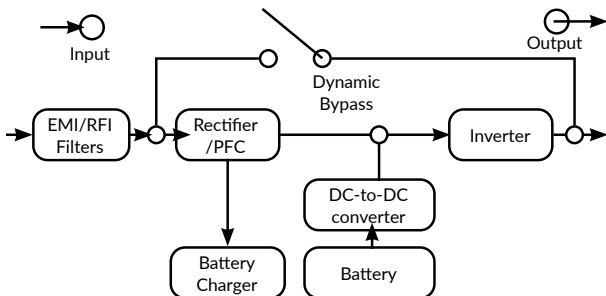 Input
Output
Dynamic
Bypass
EMI/RFI
Filters
Rectifier
/PFC
Inverter
DC-to-DC
converter
Battery
Charger
Battery